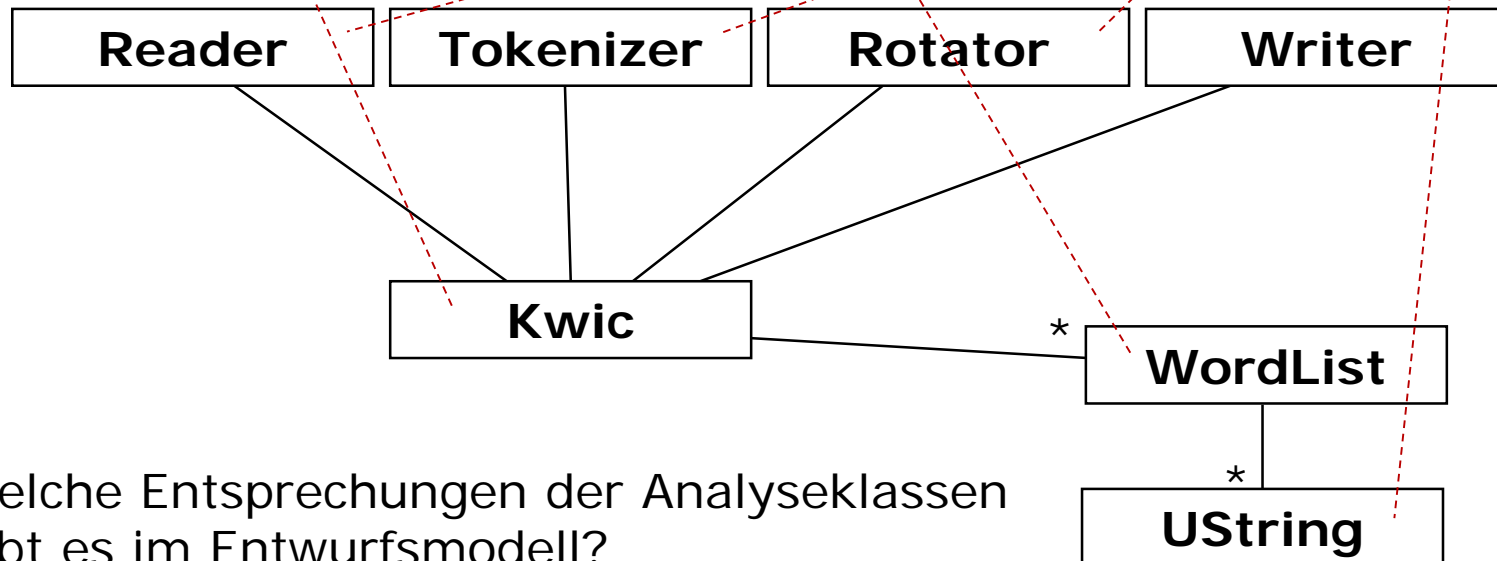 Reader Tokenizer Rotator Writer
Kwic
*
WordList
*
elche Entsprechungen der Analyseklassen
bt es im Entwurfsmodell?
UString